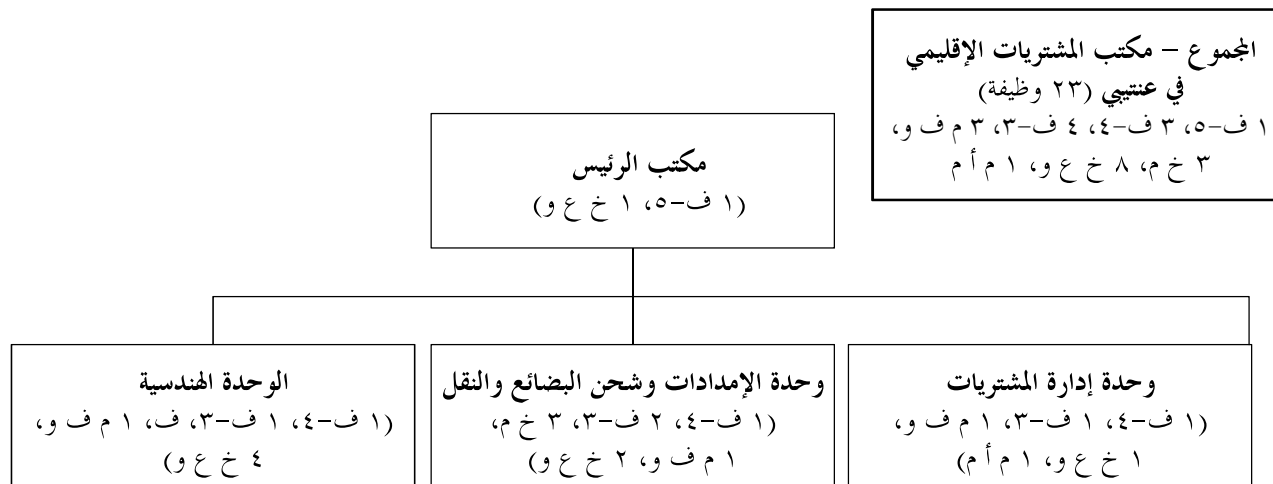 المجموع – مكتب المشتريات الإقليمي
في عنتيبي (٢٣ وظيفة)
١ ف-٥، ٣ ف-٤، ٤ ف-٣، ٣ م ف و،
٣ خ م، ٨ خ ع و، ١ م أ م
مكتب الرئيس
(١ ف-٥، ١ خ ع و)
وحدة إدارة المشتريات
(١ ف-٤، ١ ف-٣، ١ م ف و،
١ خ ع و، ١ م أ م)
وحدة الإمدادات وشحن البضائع والنقل
(١ ف-٤، ٢ ف-٣، ٣ خ م،
١ م ف و، ٢ خ ع و)
الوحدة الهندسية
(١ ف-٤، ١ ف-٣، ف، ١ م ف و،
٤ خ ع و)